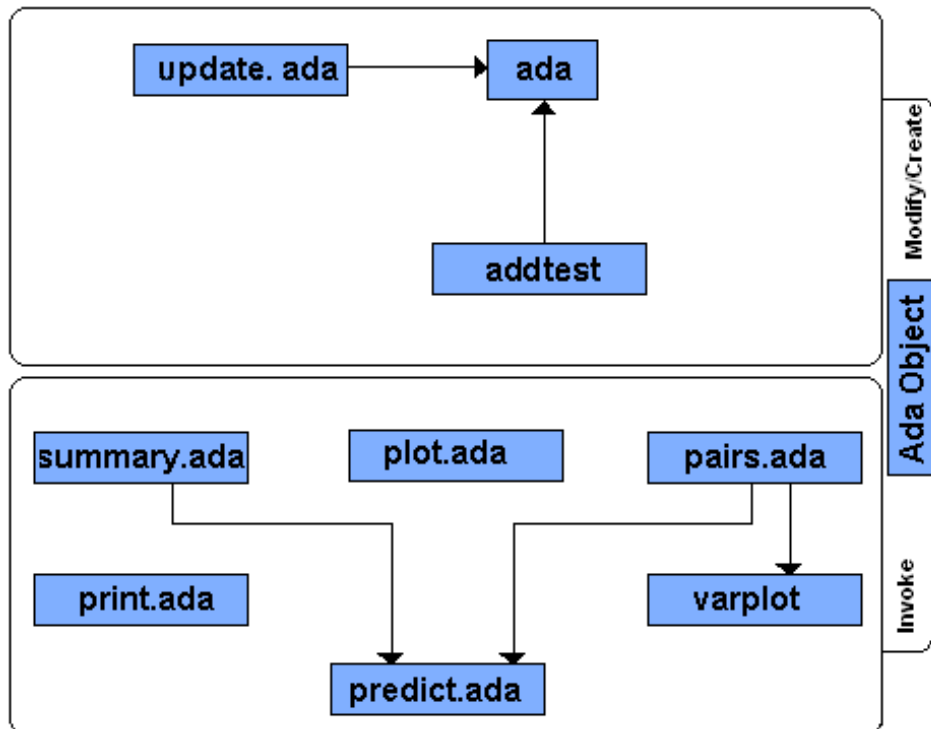 update. ada
ada
Modify/Create
addtest
Ada Object
summary.ada
plot.ada
pairs.ada
print.ada
varplot
Invoke
predict.ada